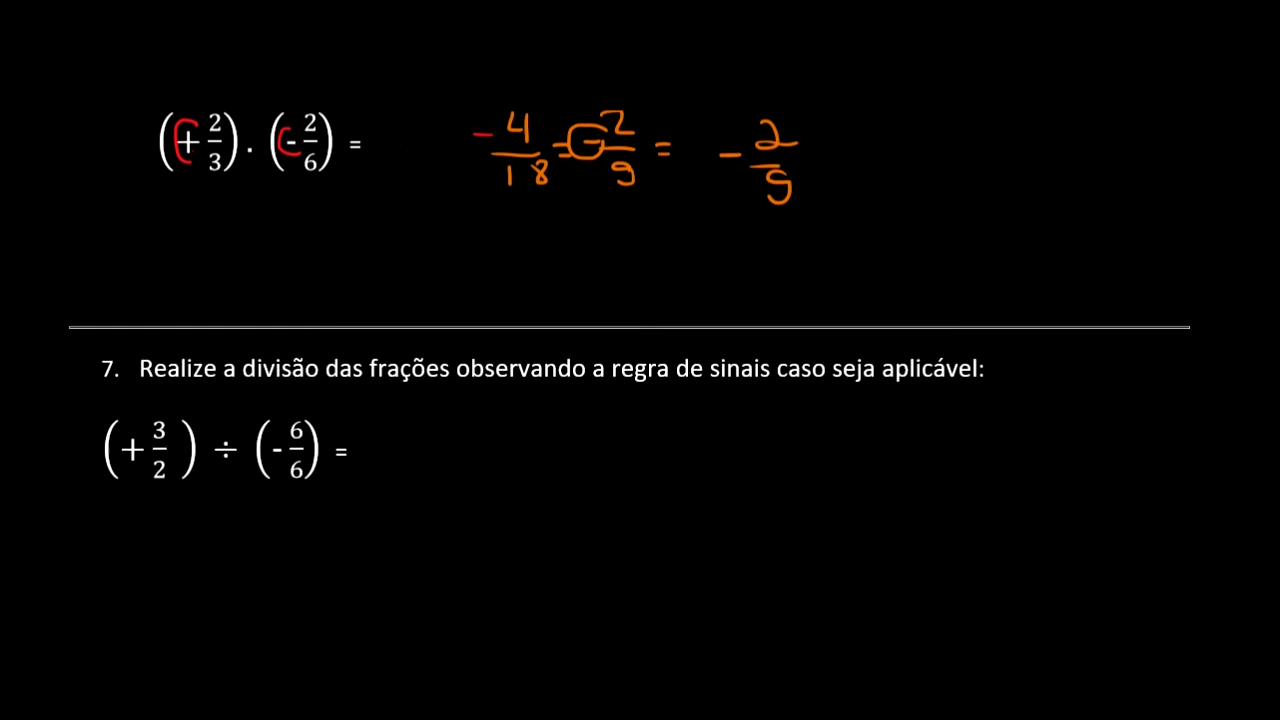 (+ 2/3) . (- 2/6) = - 4/18 = - 2/9 = - 2/9
7. Realize a divisão das frações observando a regra de sinais caso seja aplicável:
(+ 3/2) ÷ (- 6/6) =